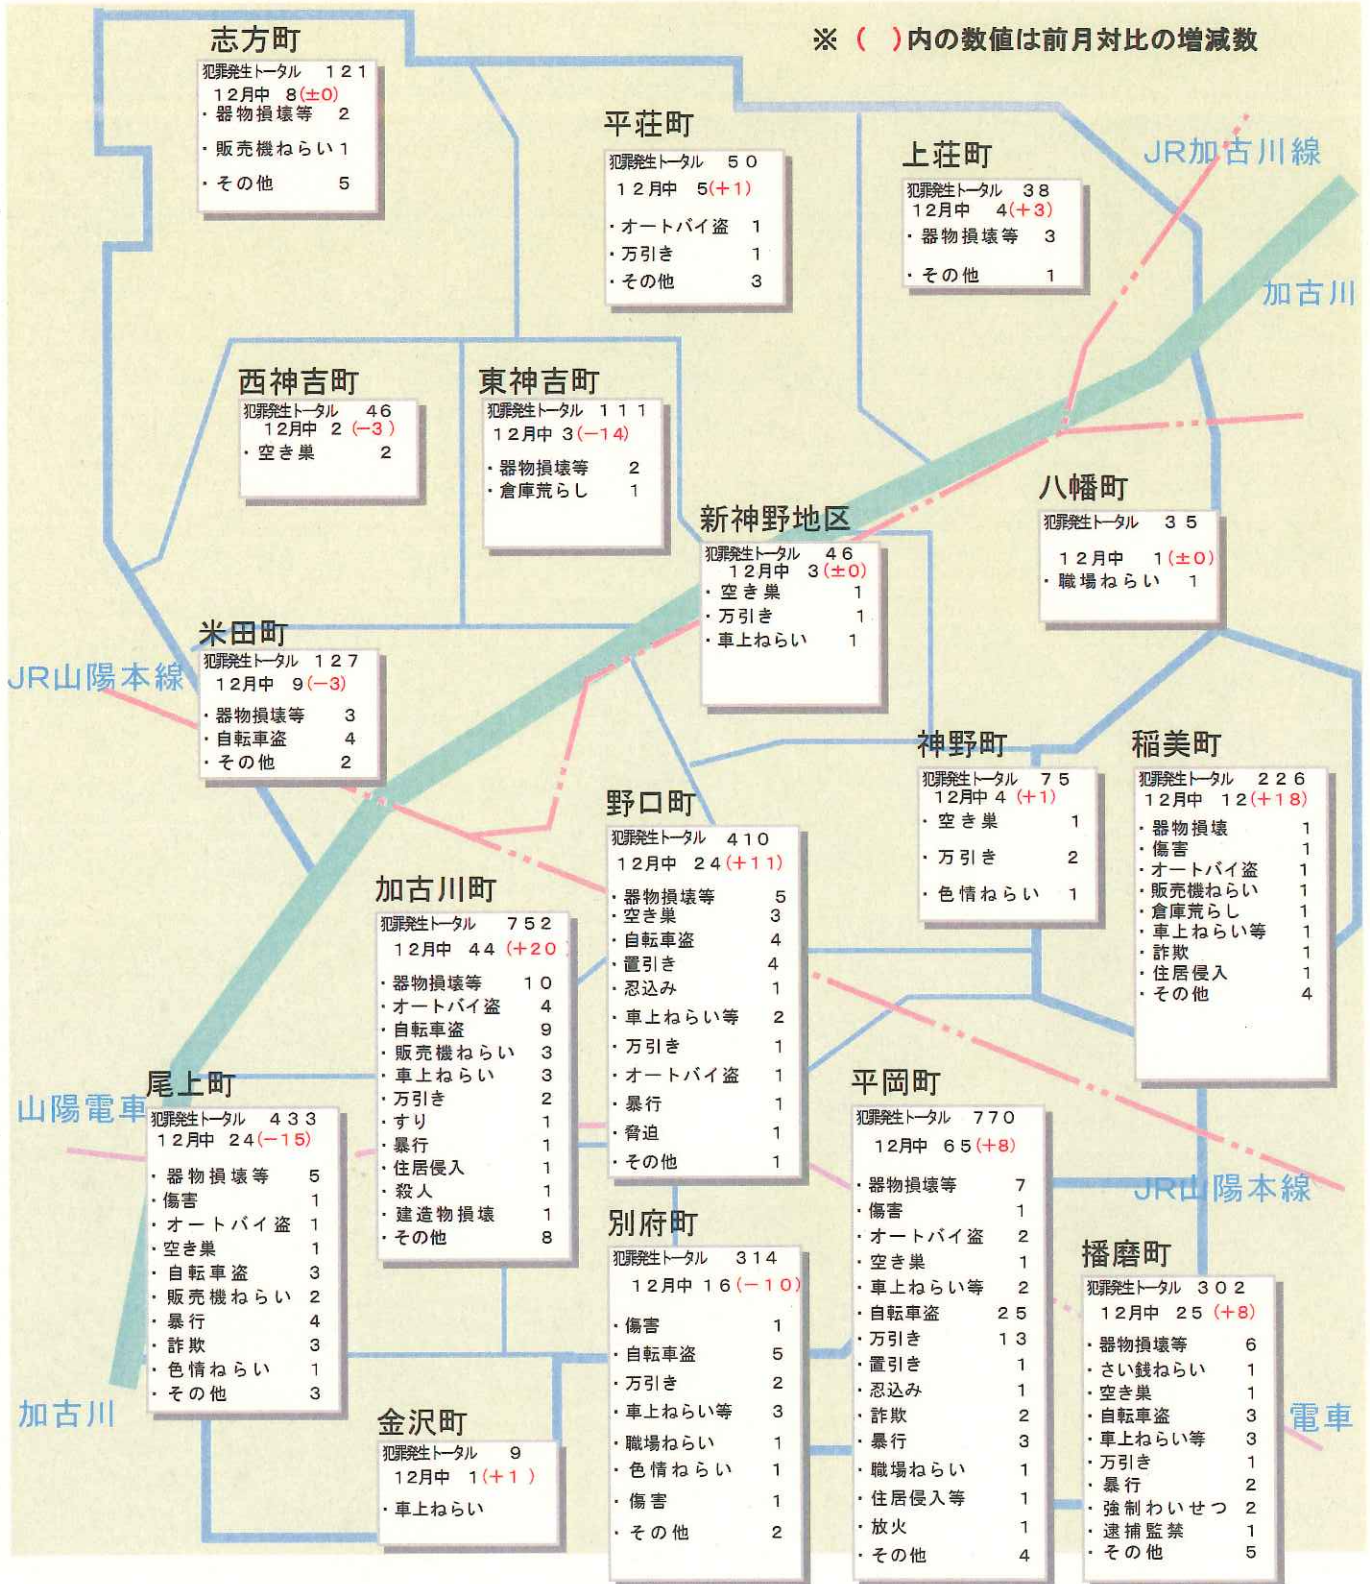 ※ ( )内の数値は前月対比の増減数
志方町
犯罪発生トータル 121
12月中 8(±0)
・器物損壊等 2
・販売機ねらい 1
・その他 5
平荘町
犯罪発生トータル 50
12月中 5(+1)
・オートバイ盗 1
・万引き 1
・その他 3
上荘町
犯罪発生トータル 38
12月中 4(+3)
・器物損壊等 3
・その他 1
JR加古川線
加古川
西神吉町
犯罪発生トータル 46
12月中 2(−3)
・空き巣 2
東神吉町
犯罪発生トータル 111
12月中 3(−14)
・器物損壊等 2
・倉庫荒らし 1
新神野地区
犯罪発生トータル 46
12月中 3(±0)
・空き巣 1
・万引き 1
・車上ねらい 1
八幡町
犯罪発生トータル 35
12月中 1(±0)
・職場ねらい 1
JR山陽本線
米田町
犯罪発生トータル 127
12月中 9(−3)
・器物損壊等 3
・自転車盗 4
・その他 2
神野町
犯罪発生トータル 75
12月中 4(+1)
・空き巣 1
・万引き 2
・色情ねらい 1
稲美町
犯罪発生トータル 226
12月中 12(+18)
・器物損壊 1
・傷害 1
・オートバイ盗 1
・販売機ねらい 1
・倉庫荒らし 1
・車上ねらい等 1
・詐欺 1
・住居侵入 1
・その他 4
野口町
犯罪発生トータル 410
12月中 24(+11)
・器物損壊等 5
・空き巣 3
・自転車盗 4
・置引き 4
・忍込み 1
・車上ねらい等 2
・万引き 1
・オートバイ盗 1
・暴行 1
・脅迫 1
・その他 1
加古川町
犯罪発生トータル 752
12月中 44(+20)
・器物損壊等 10
・オートバイ盗 4
・自転車盗 9
・販売機ねらい 3
・車上ねらい 3
・万引き 2
・すり 1
・暴行 1
・住居侵入 1
・殺人 1
・建造物損壊 1
・その他 8
山陽電車
尾上町
犯罪発生トータル 433
12月中 24(−15)
・器物損壊等 5
・傷害 1
・オートバイ盗 1
・空き巣 1
・自転車盗 3
・販売機ねらい 2
・暴行 4
・詐欺 3
・色情ねらい 1
・その他 3
加古川
平岡町
犯罪発生トータル 770
12月中 65(+8)
・器物損壊等 7
・傷害 1
・オートバイ盗 2
・空き巣 1
・車上ねらい等 2
・自転車盗 25
・万引き 13
・置引き 1
・忍込み 1
・詐欺 2
・暴行 3
・職場ねらい 1
・住居侵入等 1
・放火 1
・その他 4
JR山陽本線
別府町
犯罪発生トータル 314
12月中 16(−10)
・傷害 1
・自転車盗 5
・万引き 2
・車上ねらい等 3
・職場ねらい 1
・色情ねらい 1
・傷害 1
・その他 2
播磨町
犯罪発生トータル 302
12月中 25(+8)
・器物損壊等 6
・さい銭ねらい 1
・空き巣 1
・自転車盗 3
・車上ねらい等 3
・万引き 1
・暴行 2
・強制わいせつ 2
・逮捕監禁 1
・その他 5
電車
金沢町
犯罪発生トータル 9
12月中 1(+1)
・車上ねらい